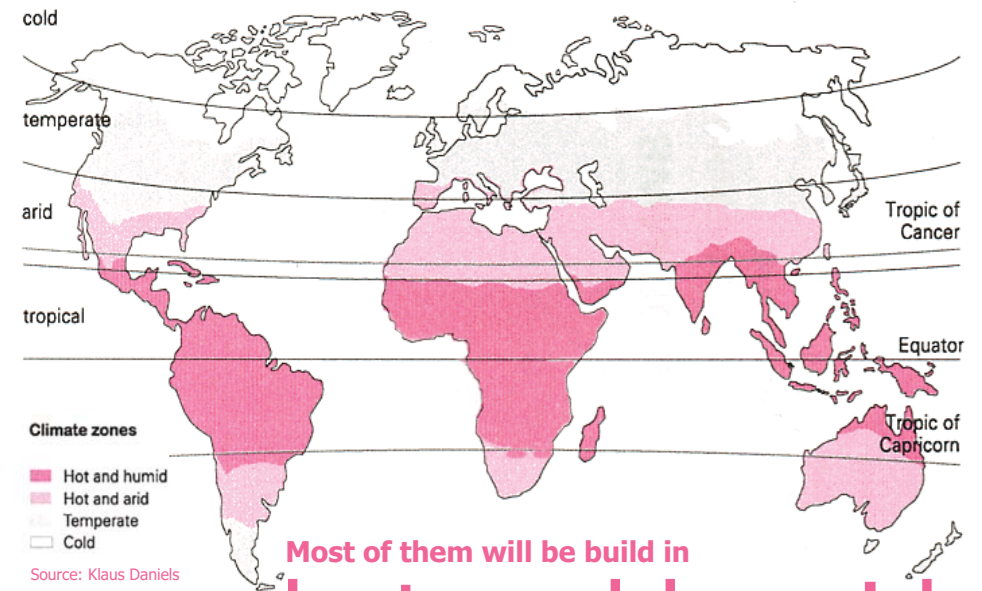 cold
temperate
arid
Tropic of
Cancer
tropical
Equator
Tropic of
Capricorn
Climate zones
Hot and humid
Hot and arid
Temperate
Cold
Most of them will be build in
Source: Klaus Daniels